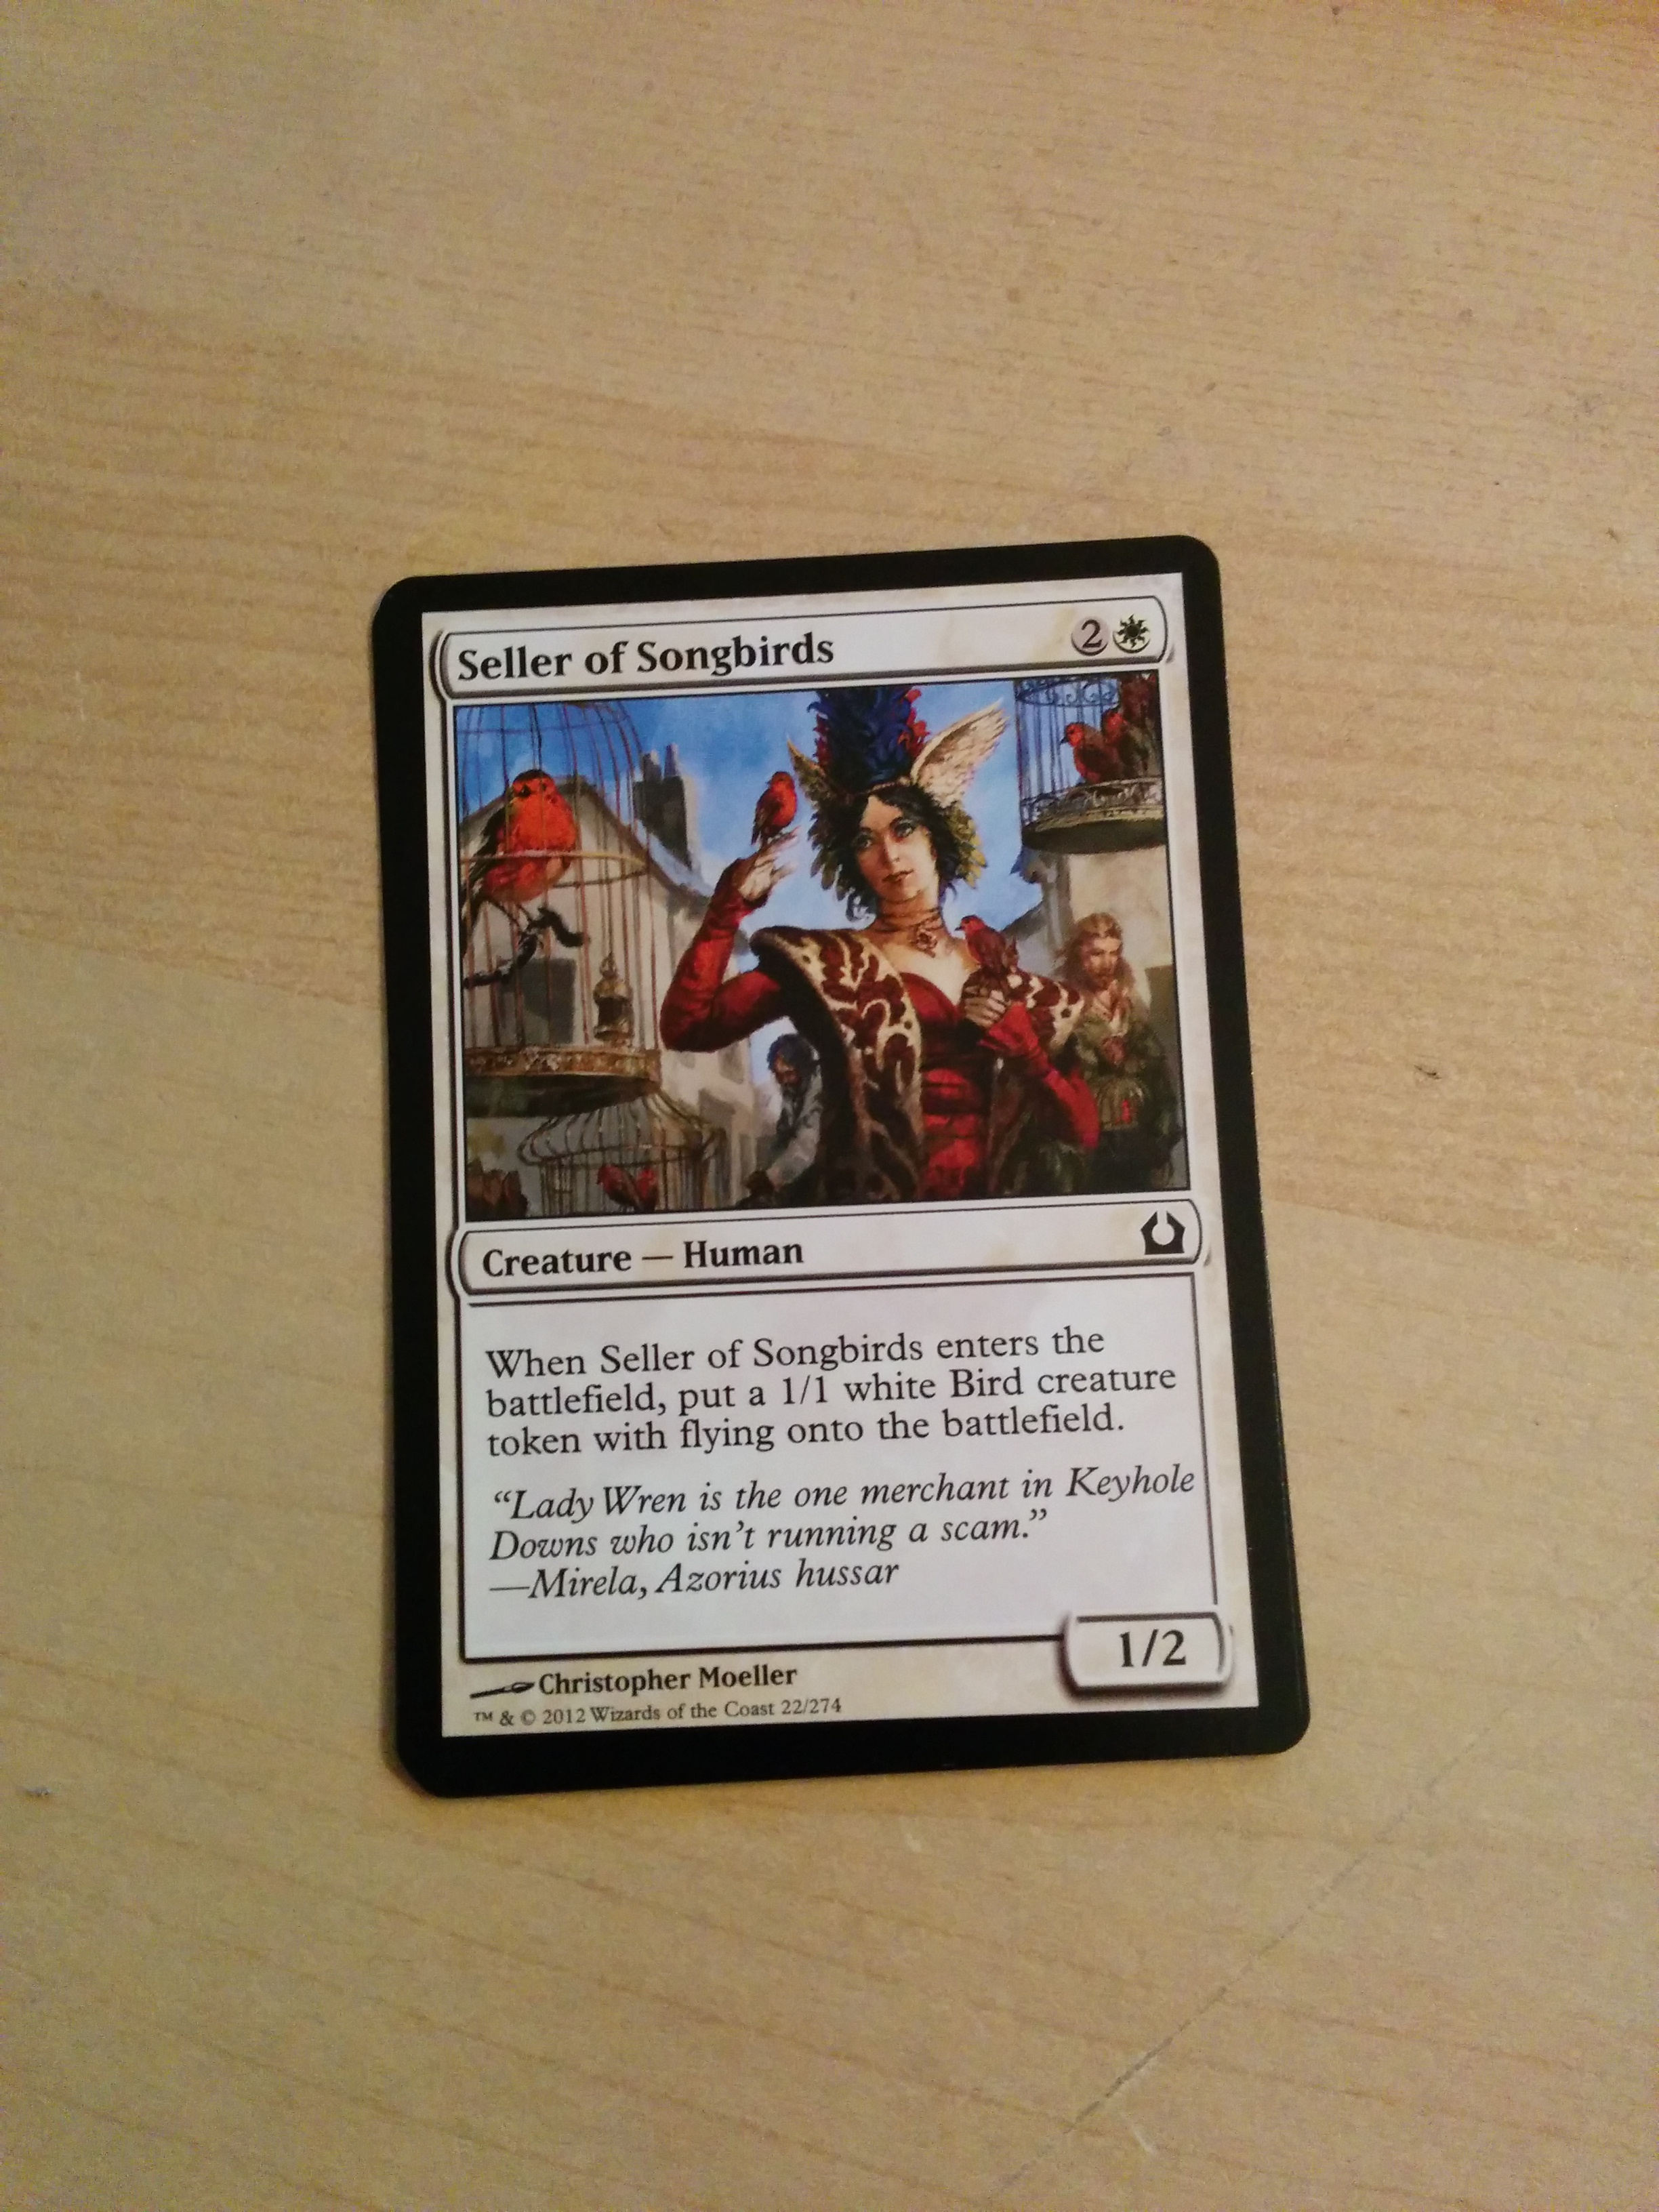 Seller of Songbirds 2
Creature — Human
When Seller of Songbirds enters the
battlefield, put a 1/1 white Bird creature
token with flying onto the battlefield.
“Lady Wren is the one merchant in Keyhole
Downs who isn’t running a scam.”
—Mirela, Azorius hussar
1/2
Christopher Moeller
™ & © 2012 Wizards of the Coast 22/274